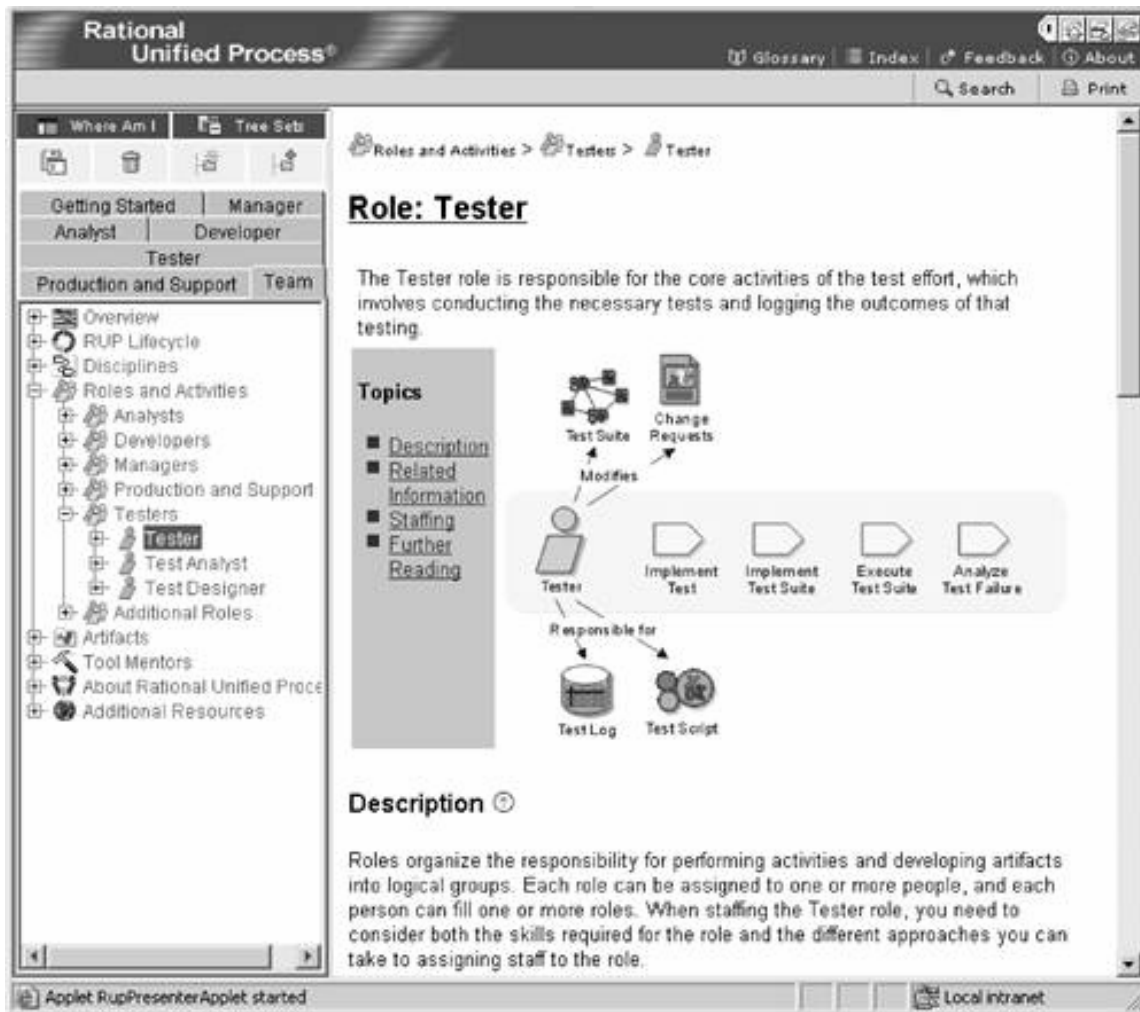 Rational
Unified Process®
Glossary Index Feedback About
Search Print
Where Am I Tree Sets
Getting Started Manager
Analyst Developer
Tester
Production and Support Team
Overview
RUP Lifecycle
Disciplines
Roles and Activities
Analysts
Developers
Managers
Production and Support
Testers
Tester
Test Analyst
Test Designer
Additional Roles
Artifacts
Tool Mentors
About Rational Unified Proce
Additional Resources
Roles and Activities > Testers > Tester
Role: Tester
The Tester role is responsible for the core activities of the test effort, which
involves conducting the necessary tests and logging the outcomes of that
testing.
Topics
Description
Related
Information
Staffing
Further
Reading
Test Suite
Change
Requests
Modifies
Tester
Implement
Test
Implement
Test Suite
Execute
Test Suite
Analyze
Test Failure
Responsible for
Test Log
Test Script
Description
Roles organize the responsibility for performing activities and developing artifacts
into logical groups. Each role can be assigned to one or more people, and each
person can fill one or more roles. When staffing the Tester role, you need to
consider both the skills required for the role and the different approaches you can
take to assigning staff to the role.
Applet RupPresenterApplet started
Local intranet